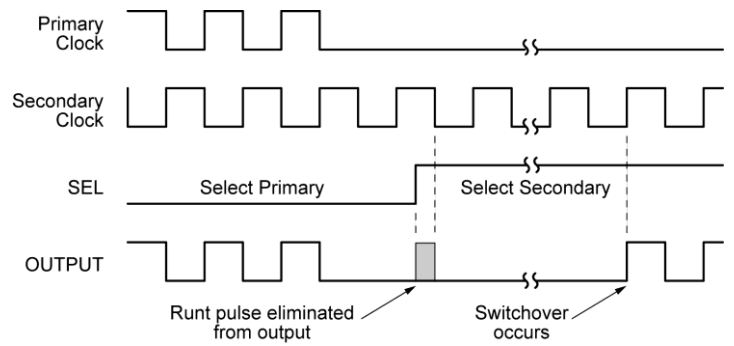 Primary
Clock
Secondary
Clock
SEL
Select Primary
Select Secondary
OUTPUT
Runt pulse eliminated
from output
Switchover
occurs